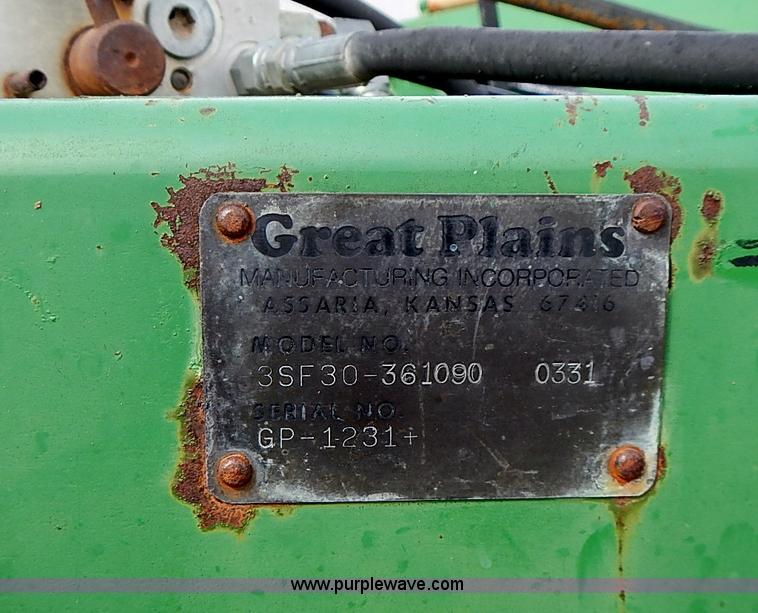 Great Plains
MANUFACTURING INCORPORATED
ASSARIA, KANSAS 67416
MODEL NO.
3SF30-361090 0331
SERIAL NO.
GP-1231+
www.purplewave.com